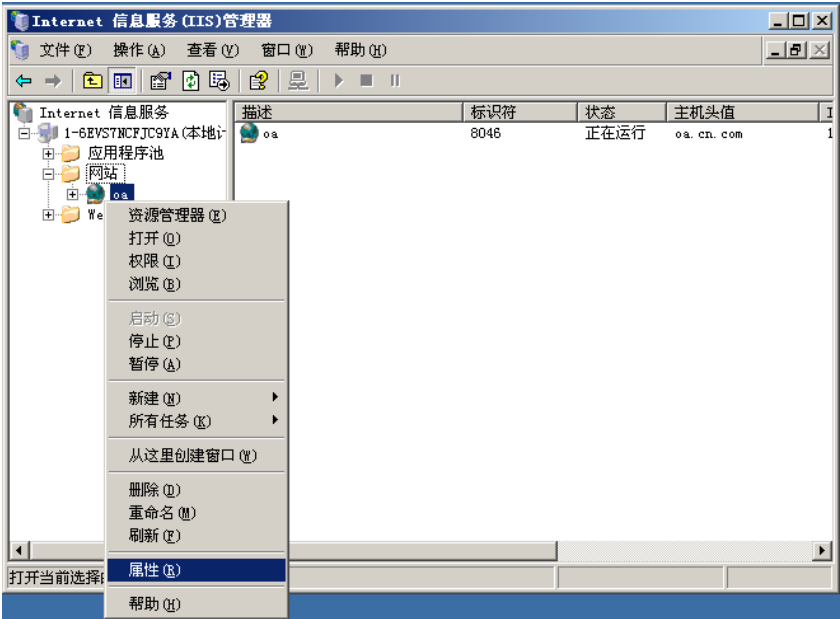 Internet 信息服务(IIS)管理器
文件(F) 操作(A) 查看(V) 窗口(W) 帮助(H)
Internet 信息服务
描述 标识符 状态 主机头值 I
1-6EVS7NCFJC9YA(本地计
oa 8046 正在运行 oa.cn.com 1
应用程序池
网站
oa
We
资源管理器(E)
打开(O)
权限(I)
浏览(B)
启动(S)
停止(P)
暂停(A)
新建(N)
所有任务(K)
从这里创建窗口(W)
删除(D)
重命名(M)
刷新(F)
属性(R)
打开当前选择
帮助(H)